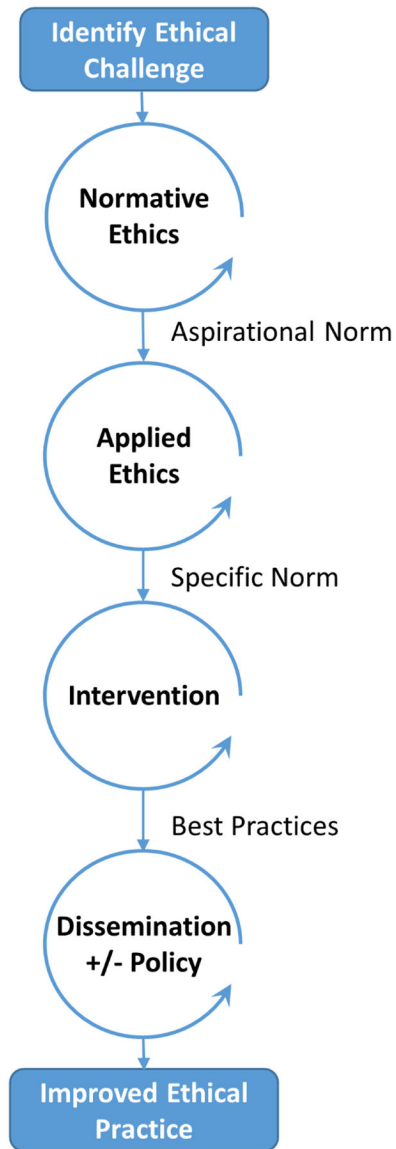 Identify Ethical
Challenge
Normative
Ethics
Aspirational Norm
Applied
Ethics
Specific Norm
Intervention
Best Practices
Dissemination
+/- Policy
Improved Ethical
Practice